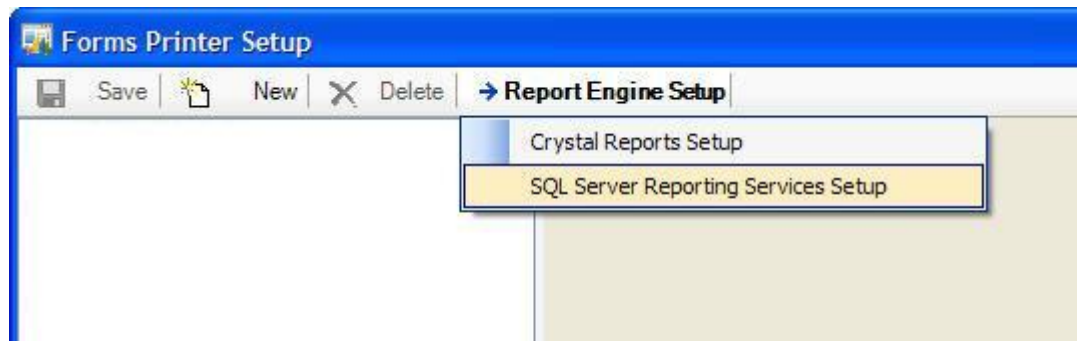 Forms Printer Setup
Save New Delete Report Engine Setup
Crystal Reports Setup
SQL Server Reporting Services Setup